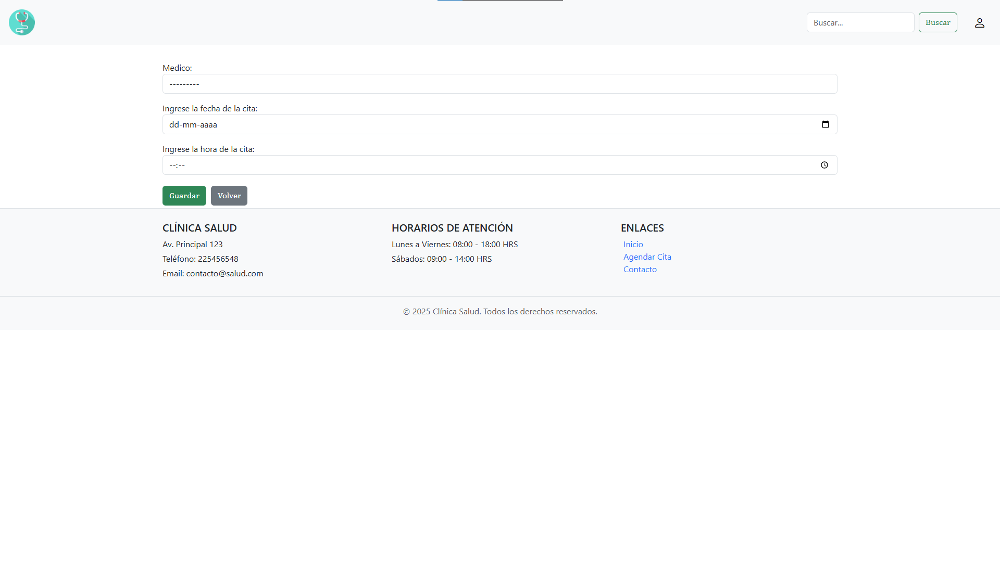 Buscar...
Buscar
Medico:
---------
Ingrese la fecha de la cita:
dd-mm-aaaa
Ingrese la hora de la cita:
--:--
Guardar
Volver
CLÍNICA SALUD
Av. Principal 123
Teléfono: 225456548
Email: contacto@salud.com
HORARIOS DE ATENCIÓN
Lunes a Viernes: 08:00 - 18:00 HRS
Sábados: 09:00 - 14:00 HRS
ENLACES
Inicio
Agendar Cita
Contacto
© 2025 Clínica Salud. Todos los derechos reservados.